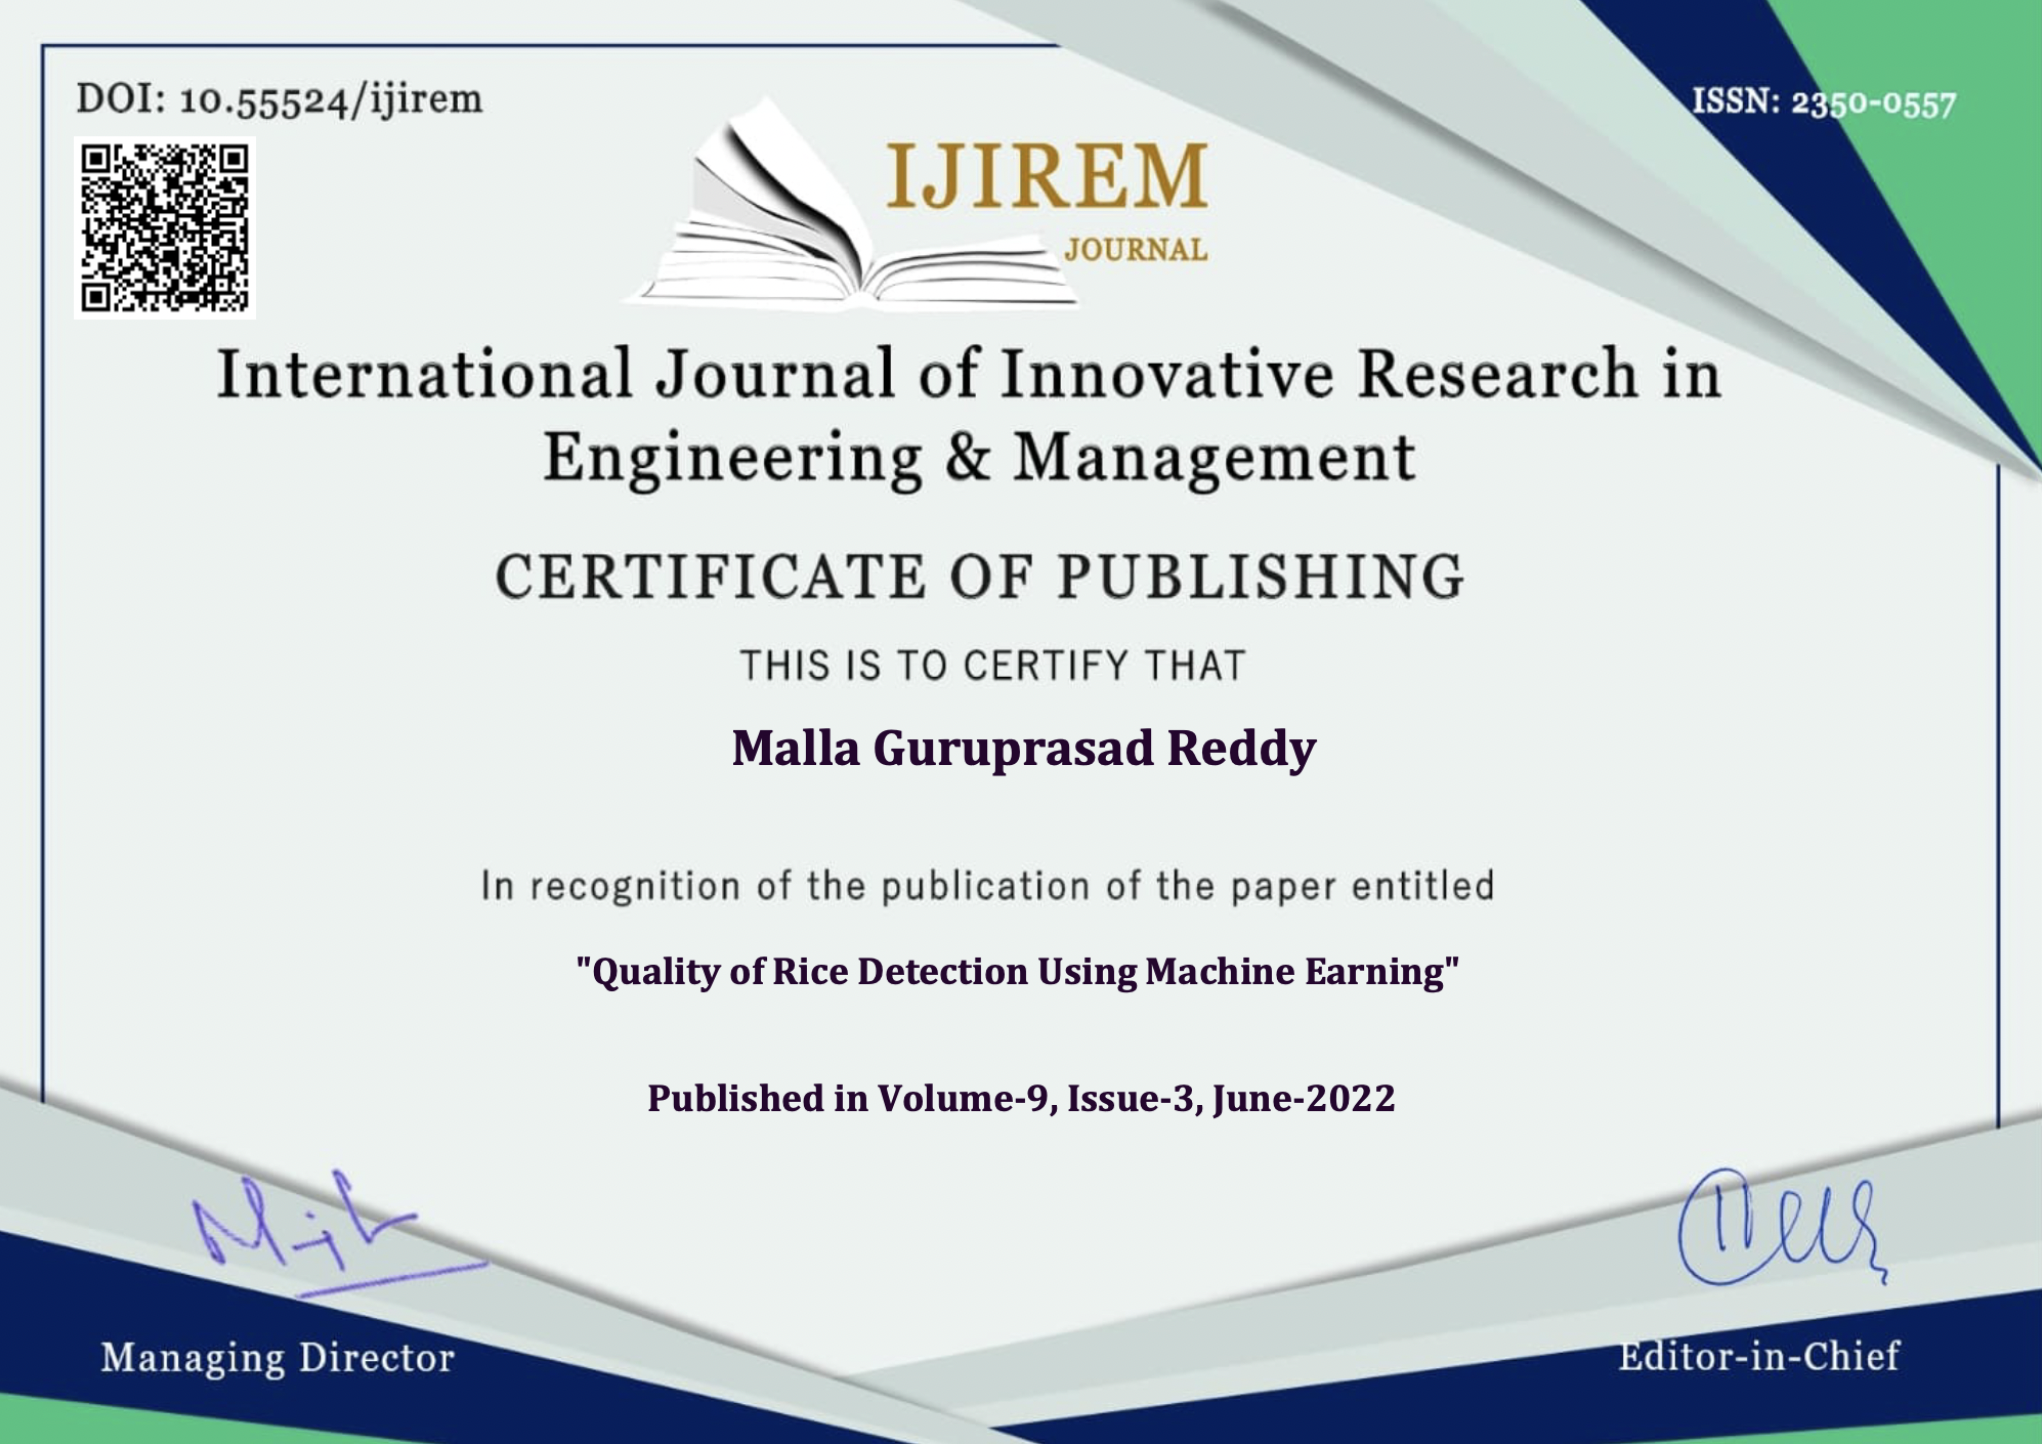 DOI: 10.55524/ijirem
ISSN: 2350-0557
IJIREM
JOURNAL
International Journal of Innovative Research in
Engineering & Management
CERTIFICATE OF PUBLISHING
THIS IS TO CERTIFY THAT
Malla Guruprasad Reddy
In recognition of the publication of the paper entitled
"Quality of Rice Detection Using Machine Earning"
Published in Volume-9, Issue-3, June-2022
Managing Director
Editor-in-Chief